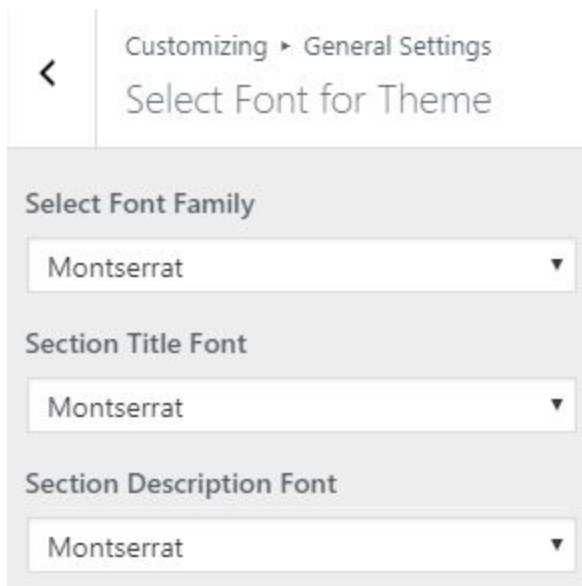 Customizing ▸ General Settings
Select Font for Theme
Select Font Family
Montserrat
Section Title Font
Montserrat
Section Description Font
Montserrat